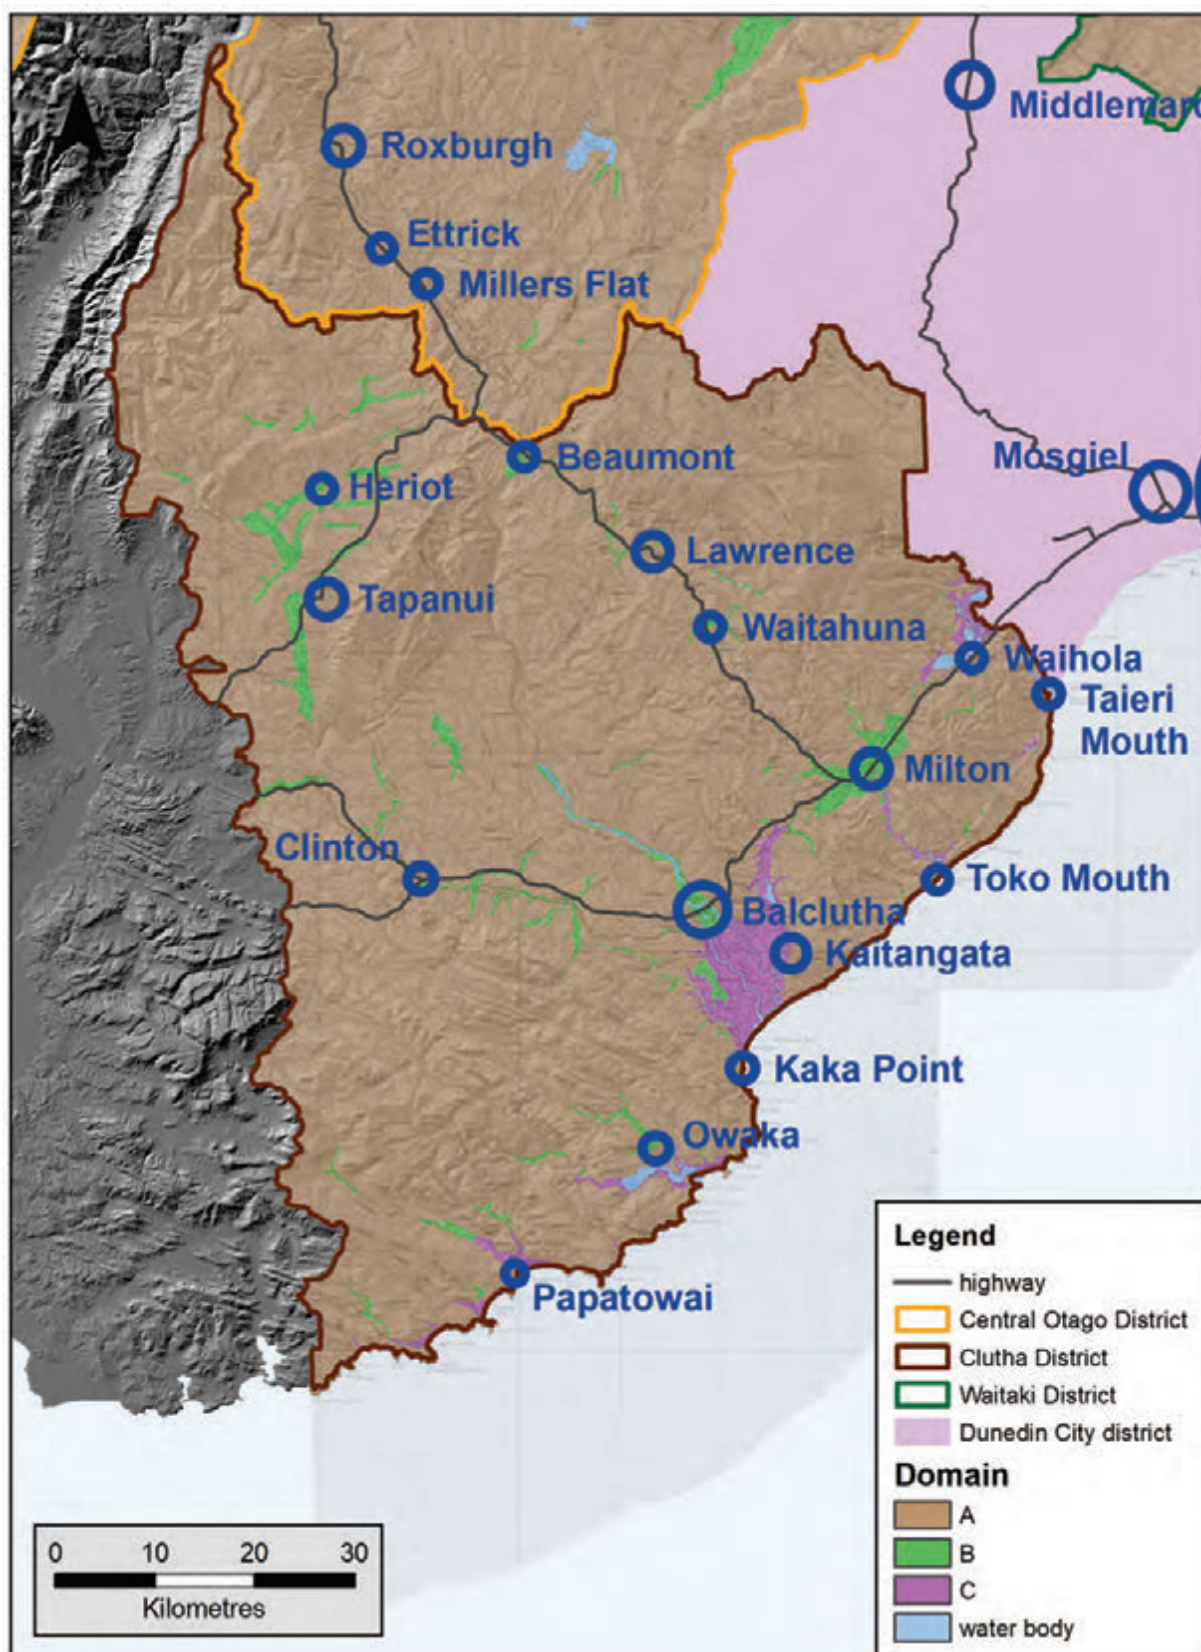 Middlemarc
Roxburgh
Ettrick
Millers Flat
Beaumont
Mosgiel
Heriot
Lawrence
Tapanui
Waitahuna
Waihola
Taieri
Mouth
Milton
Clinton
Toko Mouth
Balclutha
Kaitangata
Kaka Point
Owaka
Papatowai
Legend
highway
Central Otago District
Clutha District
Waitaki District
Dunedin City district
Domain
A
B
C
water body
0 10 20 30
Kilometres